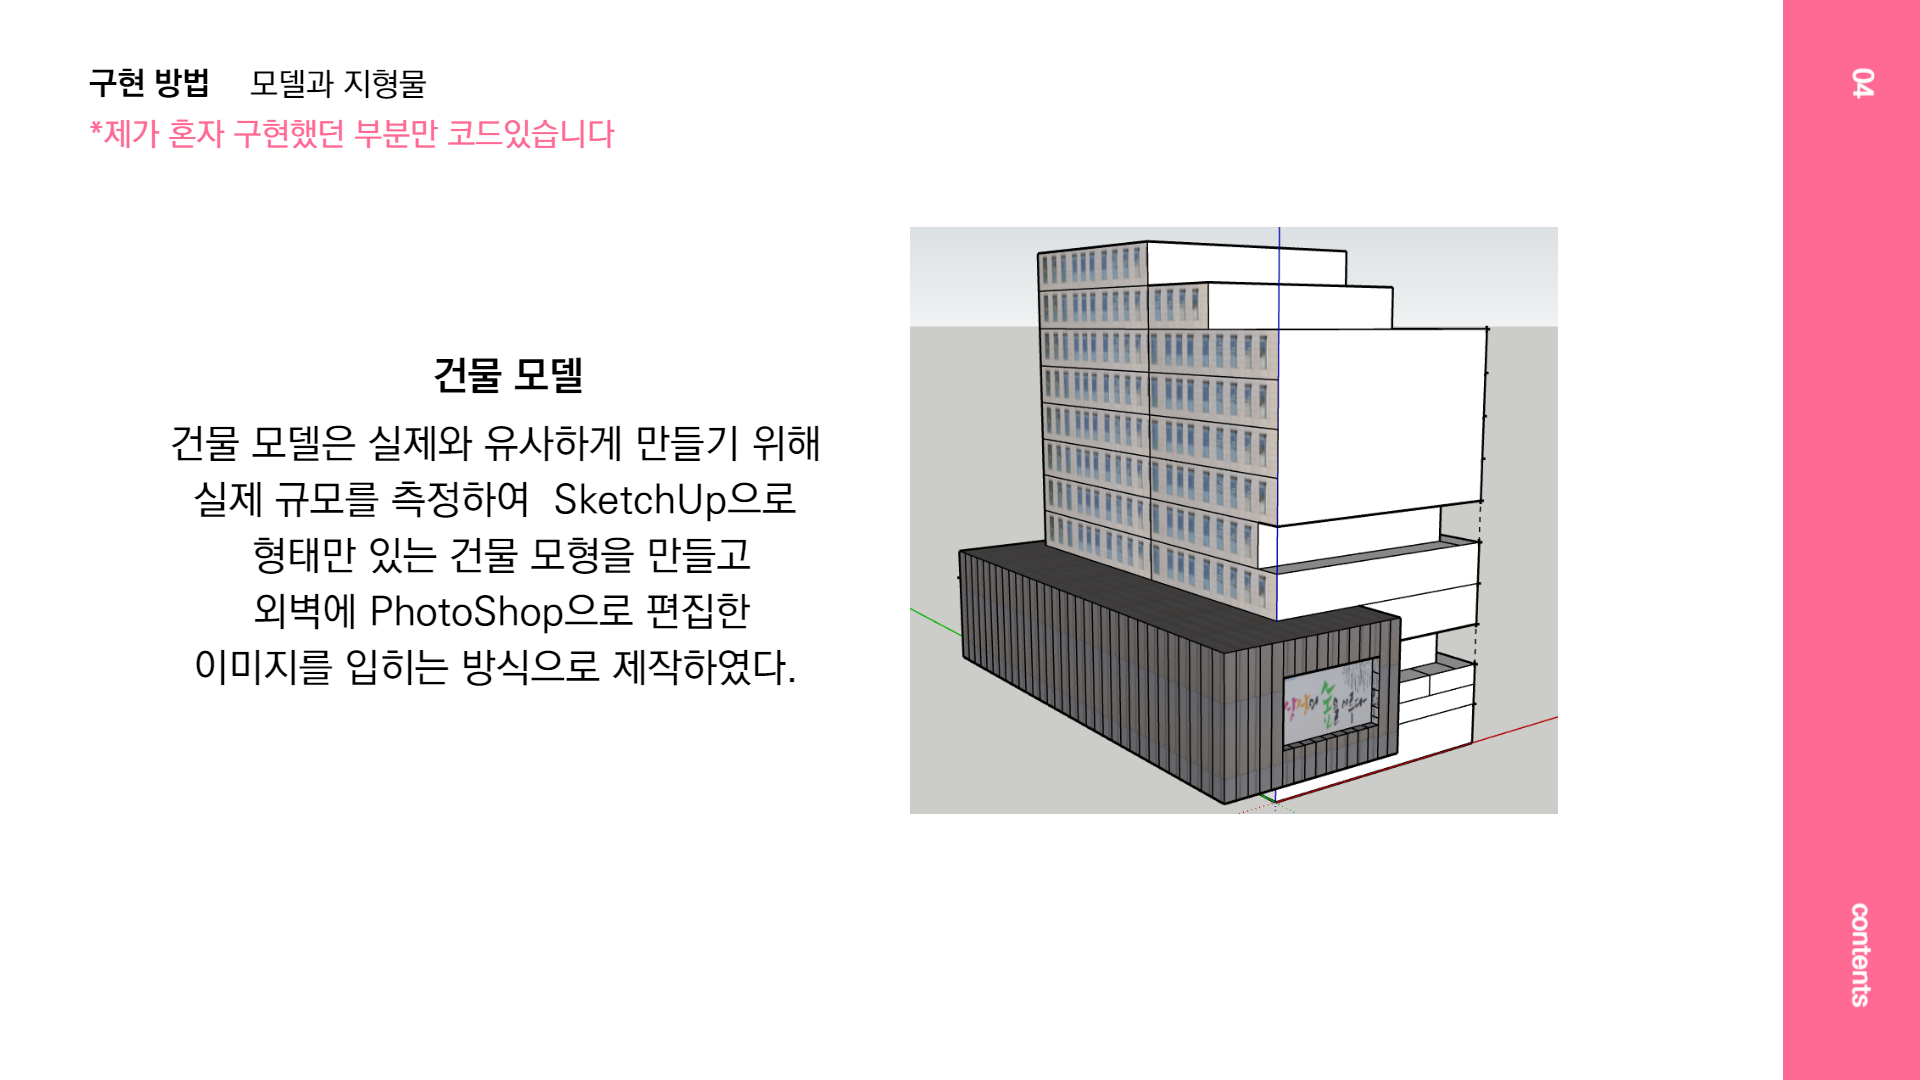 구현 방법 모델과 지형물
*제가 혼자 구현했던 부분만 코드있습니다
건물 모델
건물 모델은 실제와 유사하게 만들기 위해
실제 규모를 측정하여 SketchUp으로
형태만 있는 건물 모형을 만들고
외벽에 PhotoShop으로 편집한
이미지를 입히는 방식으로 제작하였다.
04
contents